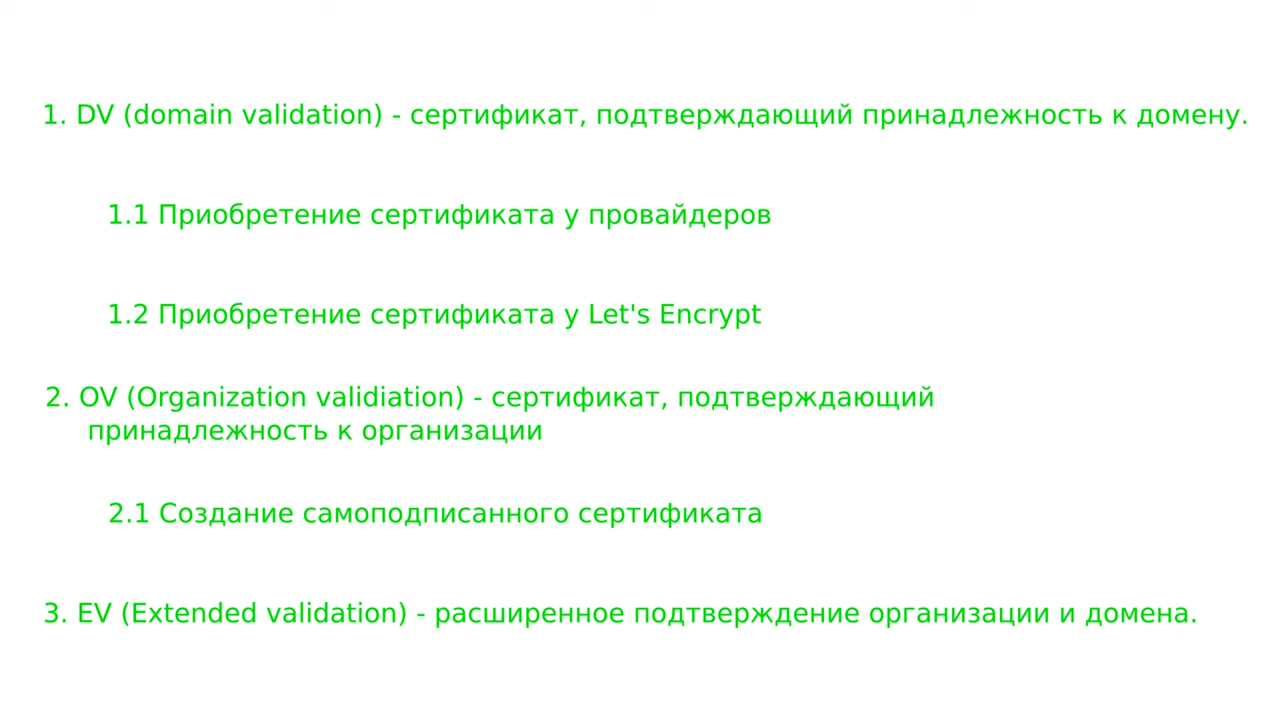 1. DV (domain validation) - сертификат, подтверждающий принадлежность к домену.
1.1 Приобретение сертификата у провайдеров
1.2 Приобретение сертификата у Let's Encrypt
2. OV (Organization validiation) - сертификат, подтверждающий
принадлежность к организации
2.1 Создание самоподписанного сертификата
3. EV (Extended validation) - расширенное подтверждение организации и домена.